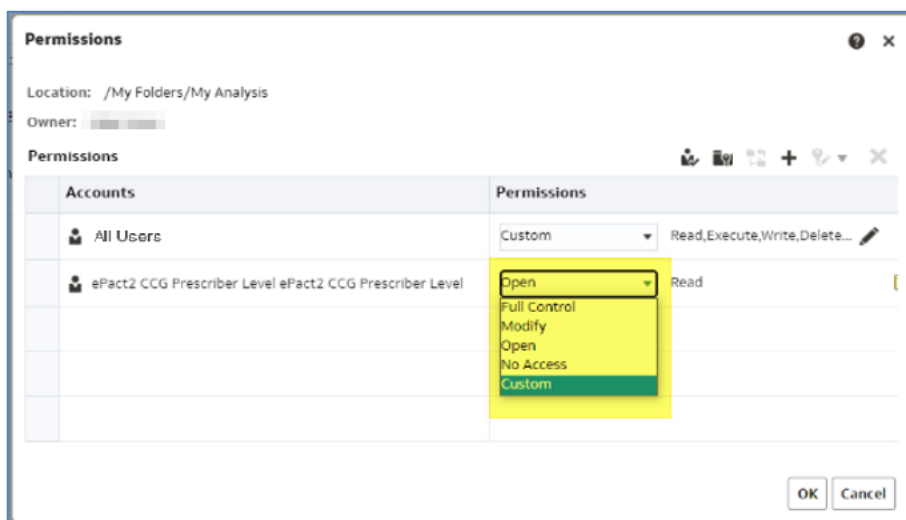 Permissions
Location: /My Folders/My Analysis
Owner:
Permissions
Accounts Permissions
All Users Custom Read,Execute,Write,Delete...
ePact2 CCG Prescriber Level ePact2 CCG Prescriber Level Open Read
Full Control
Modify
Open
No Access
Custom
OK Cancel